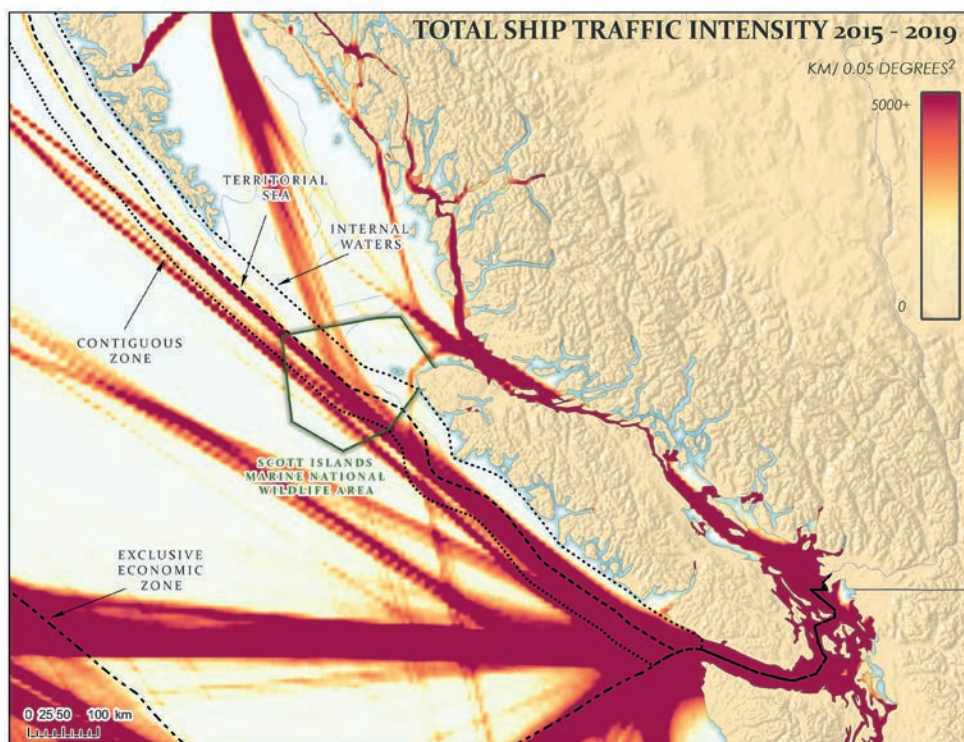 TOTAL SHIP TRAFFIC INTENSITY 2015 - 2019
KM/ 0.05 DEGREES²
5000+
0
TERRITORIAL
SEA
INTERNAL
WATERS
CONTIGUOUS
ZONE
SCOTT ISLANDS
MARINE NATIONAL
WILDLIFE AREA
EXCLUSIVE
ECONOMIC
ZONE
0 25 50 100 km